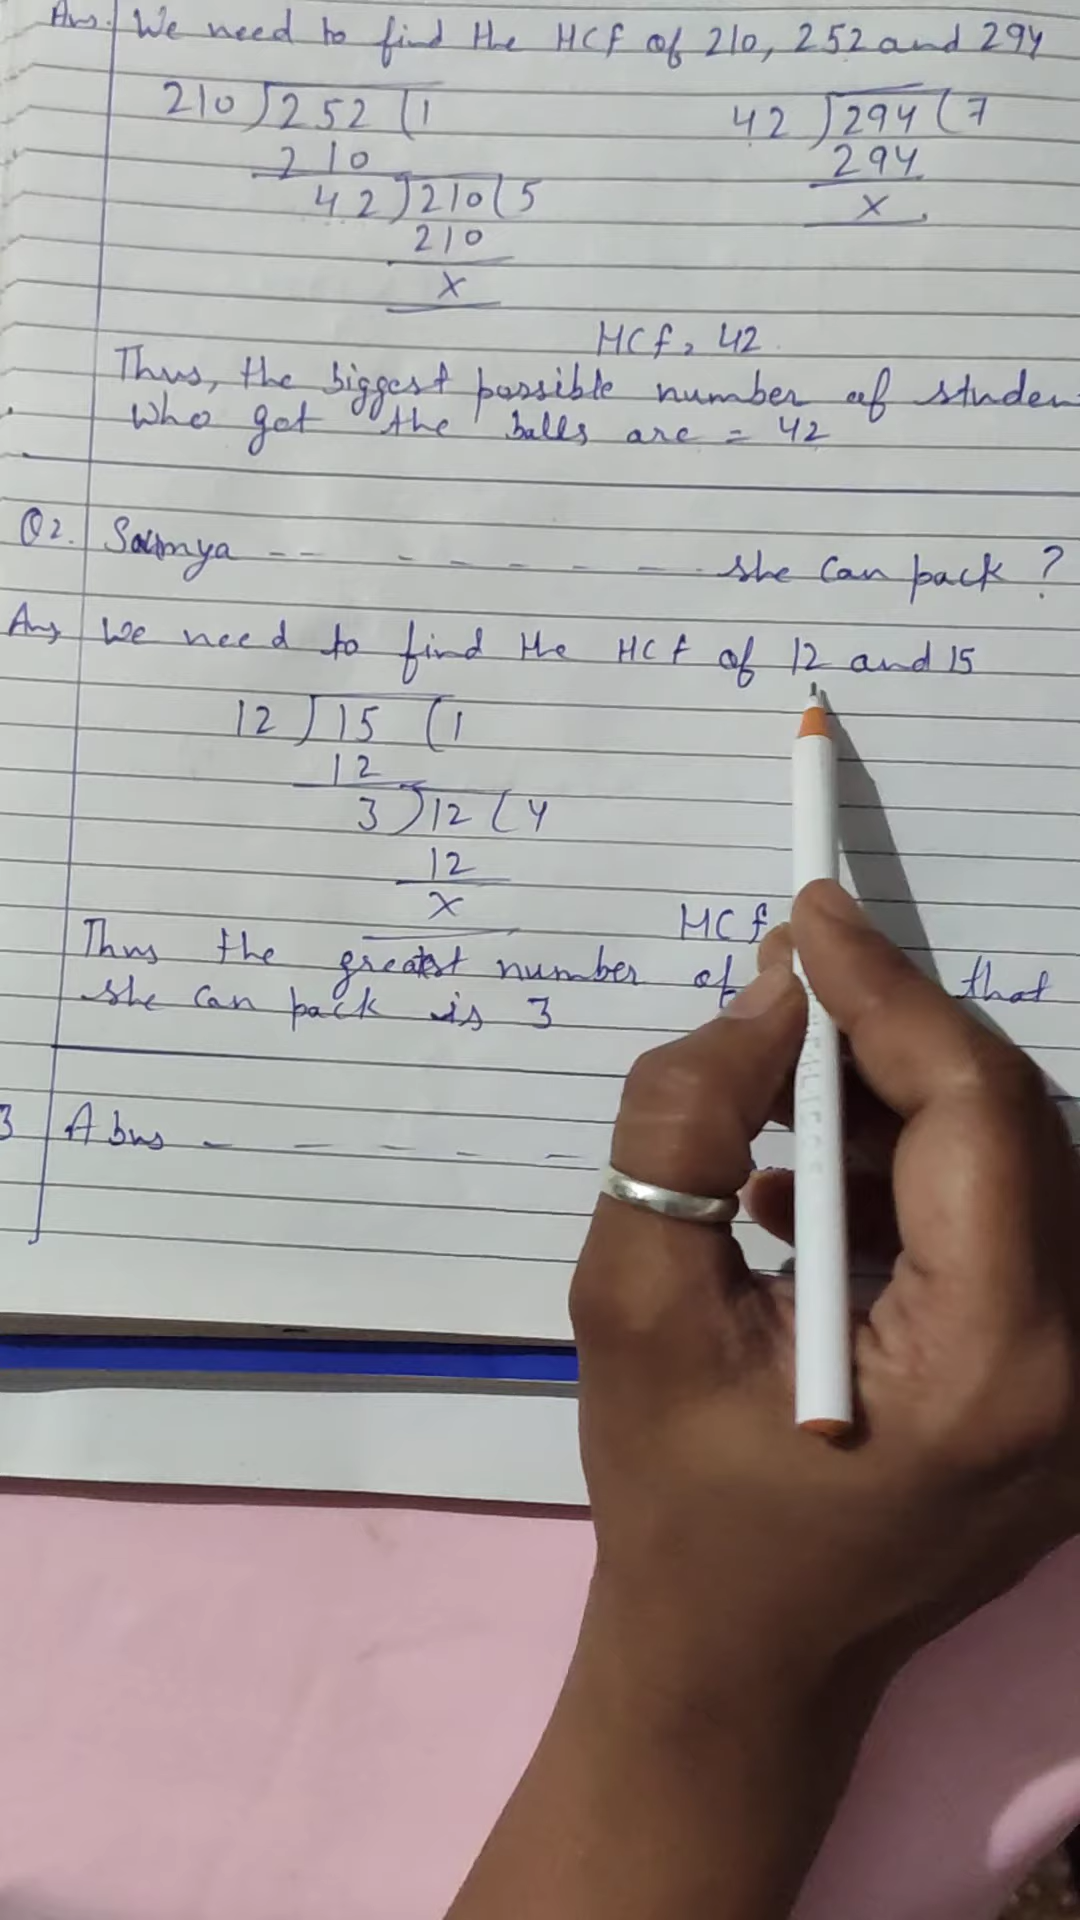 Ans. We need to find the HCF of 210, 252 and 294
210)252(1
210
42)210(5
210
x
42)294(7
294
x
HCF = 42
Thus, the biggest possible number of studen
who got the balls are = 42
Q2. Saumya -- - - - - - - she can pack ?
Ans We need to find the HCF of 12 and 15
12)15(1
12
3)12(4
12
x
HCF
Thus the greatest number of that
she can pack is 3
3 A bus - - - - -